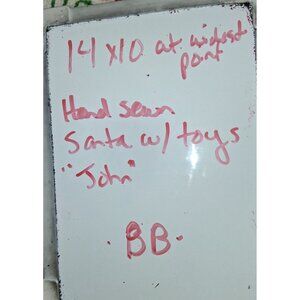 14 x 10 at widest
point
Hand sewn
Santa w/ toys
"John"
· BB ·